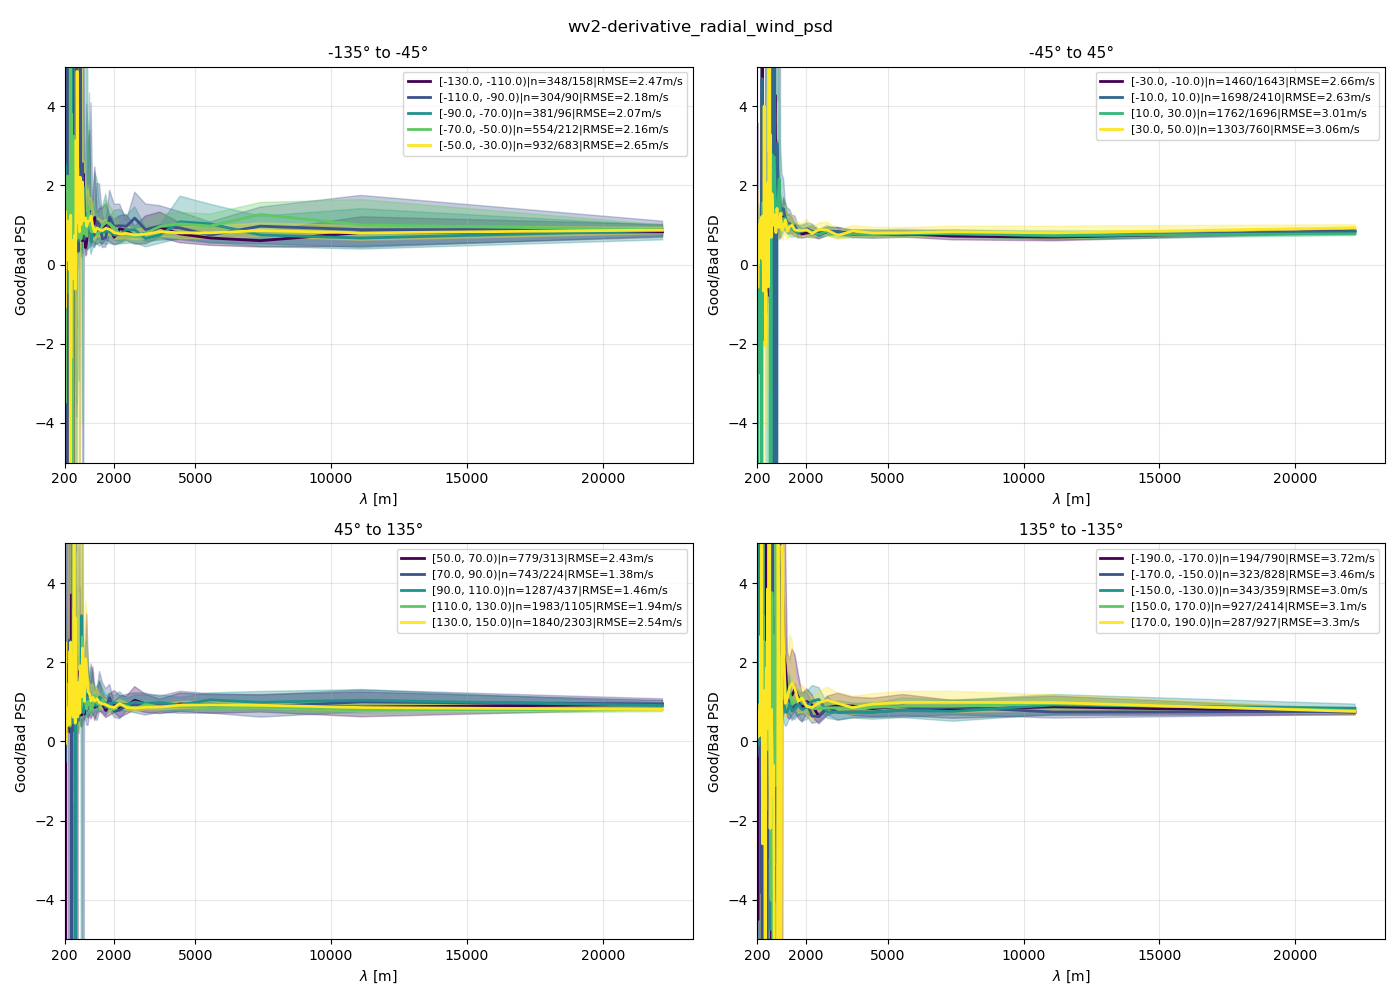 wv2-derivative_radial_wind_psd
-135° to -45°
[-130.0, -110.0)|n=348/158|RMSE=2.47m/s
[-110.0, -90.0)|n=304/90|RMSE=2.18m/s
[-90.0, -70.0)|n=381/96|RMSE=2.07m/s
[-70.0, -50.0)|n=554/212|RMSE=2.16m/s
[-50.0, -30.0)|n=932/683|RMSE=2.65m/s
4
2
0
−2
−4
Good/Bad PSD
200 2000 5000 10000 15000 20000
λ [m]
-45° to 45°
[-30.0, -10.0)|n=1460/1643|RMSE=2.66m/s
[-10.0, 10.0)|n=1698/2410|RMSE=2.63m/s
[10.0, 30.0)|n=1762/1696|RMSE=3.01m/s
[30.0, 50.0)|n=1303/760|RMSE=3.06m/s
4
2
0
−2
−4
Good/Bad PSD
200 2000 5000 10000 15000 20000
λ [m]
45° to 135°
[50.0, 70.0)|n=779/313|RMSE=2.43m/s
[70.0, 90.0)|n=743/224|RMSE=1.38m/s
[90.0, 110.0)|n=1287/437|RMSE=1.46m/s
[110.0, 130.0)|n=1983/1105|RMSE=1.94m/s
[130.0, 150.0)|n=1840/2303|RMSE=2.54m/s
4
2
0
−2
−4
Good/Bad PSD
200 2000 5000 10000 15000 20000
λ [m]
135° to -135°
[-190.0, -170.0)|n=194/790|RMSE=3.72m/s
[-170.0, -150.0)|n=323/828|RMSE=3.46m/s
[-150.0, -130.0)|n=343/359|RMSE=3.0m/s
[150.0, 170.0)|n=927/2414|RMSE=3.1m/s
[170.0, 190.0)|n=287/927|RMSE=3.3m/s
4
2
0
−2
−4
Good/Bad PSD
200 2000 5000 10000 15000 20000
λ [m]